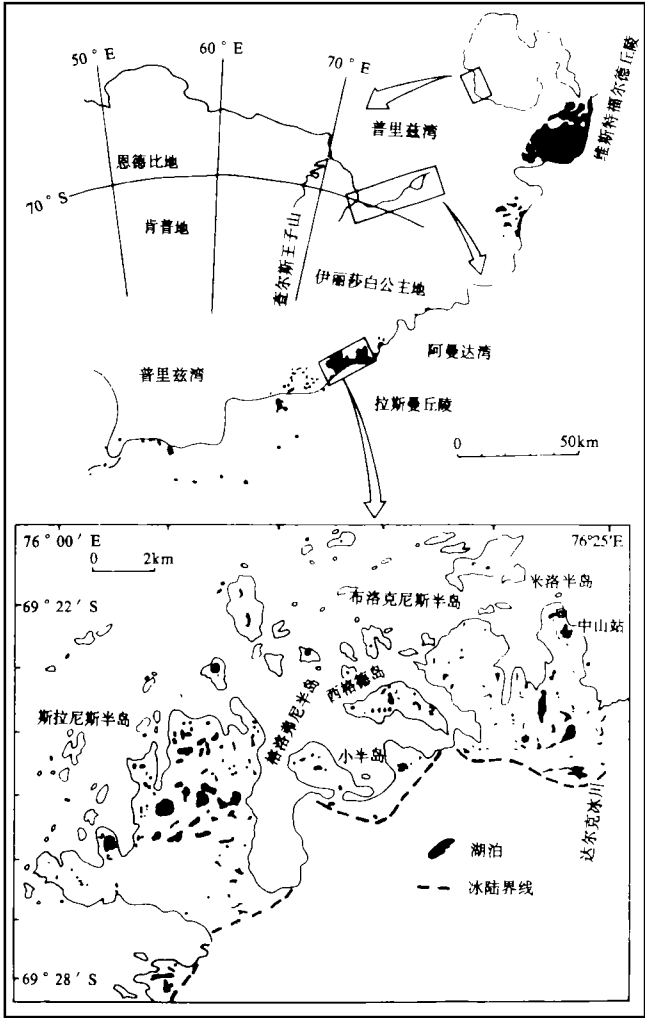 50°E
60°E
70°E
普里兹湾
维斯特福尔德丘陵
恩德比地
70°S
肯普地
查尔斯王子山
伊丽莎白公主地
阿曼达湾
普里兹湾
拉斯曼丘陵
0 50km
76°00′E
76°25′E
0 2km
米洛半岛
布洛克尼斯半岛
69°22′S
中山站
西格德岛
斯拉尼斯半岛
格洛弗尼半岛
小半岛
达尔克冰川
湖泊
冰陆界线
69°28′S